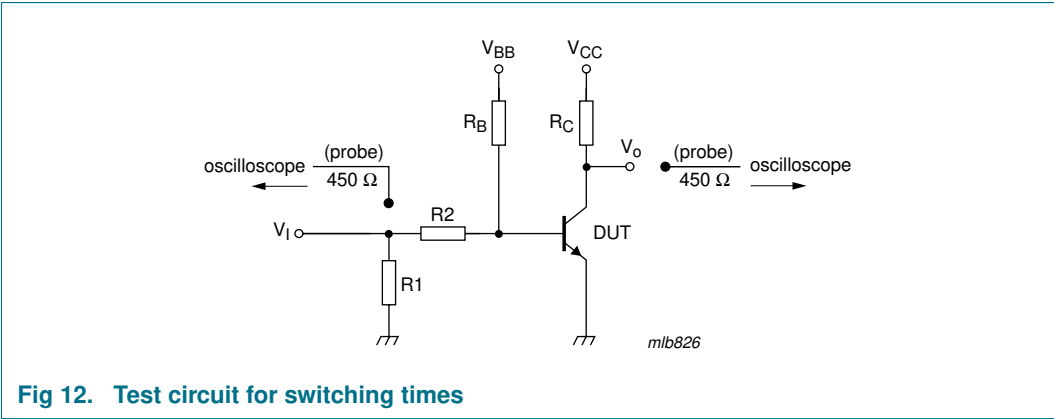 VBB
VCC
RB
RC
Vo
(probe)
450 Ω
oscilloscope
(probe)
450 Ω
oscilloscope
R2
VI
DUT
R1
mlb826
Fig 12. Test circuit for switching times